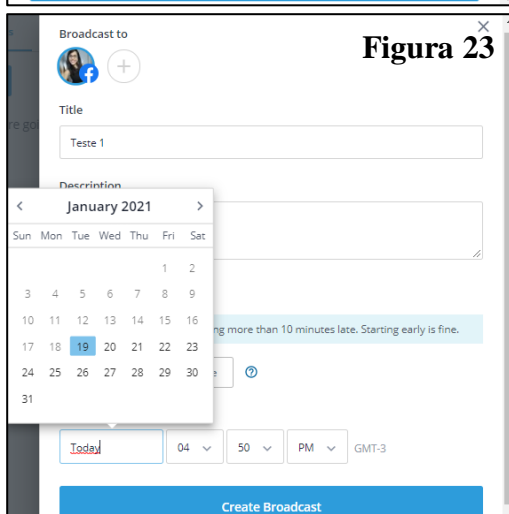 Broadcast to
Figura 23
Title
Teste 1
Description
January 2021
Sun Mon Tue Wed Thu Fri Sat
1 2
3 4 5 6 7 8 9
10 11 12 13 14 15 16
more than 10 minutes late. Starting early is fine.
17 18 19 20 21 22 23
24 25 26 27 28 29 30
31
Today 04 50 PM GMT-3
Create Broadcast